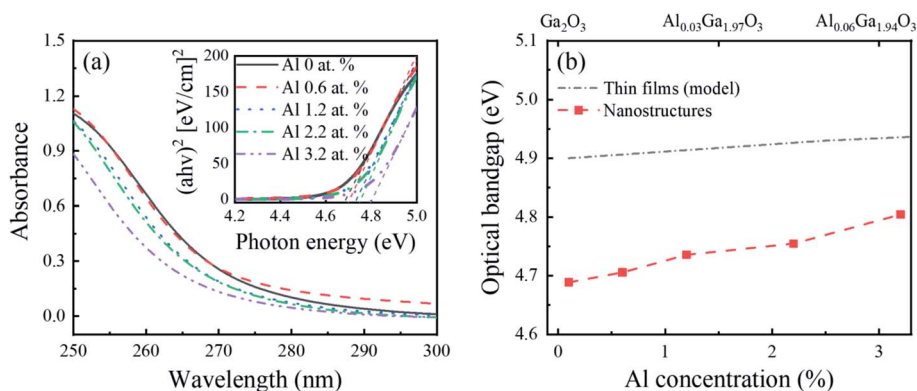 (a)
Absorbance
1.5
1.2
0.9
0.6
0.3
0.0
250
260
270
280
290
300
Wavelength (nm)
(ahv)² [eV/cm]²
200
150
100
50
0
Al 0 at. %
Al 0.6 at. %
Al 1.2 at. %
Al 2.2 at. %
Al 3.2 at. %
4.2
4.4
4.6
4.8
5.0
Photon energy (eV)
Ga₂O₃
Al₀.₀₃Ga₁.₉₇O₃
Al₀.₀₆Ga₁.₉₄O₃
(b)
Optical bandgap (eV)
5.1
5.0
4.9
4.8
4.7
4.6
Thin films (model)
Nanostructures
0
1
2
3
Al concentration (%)